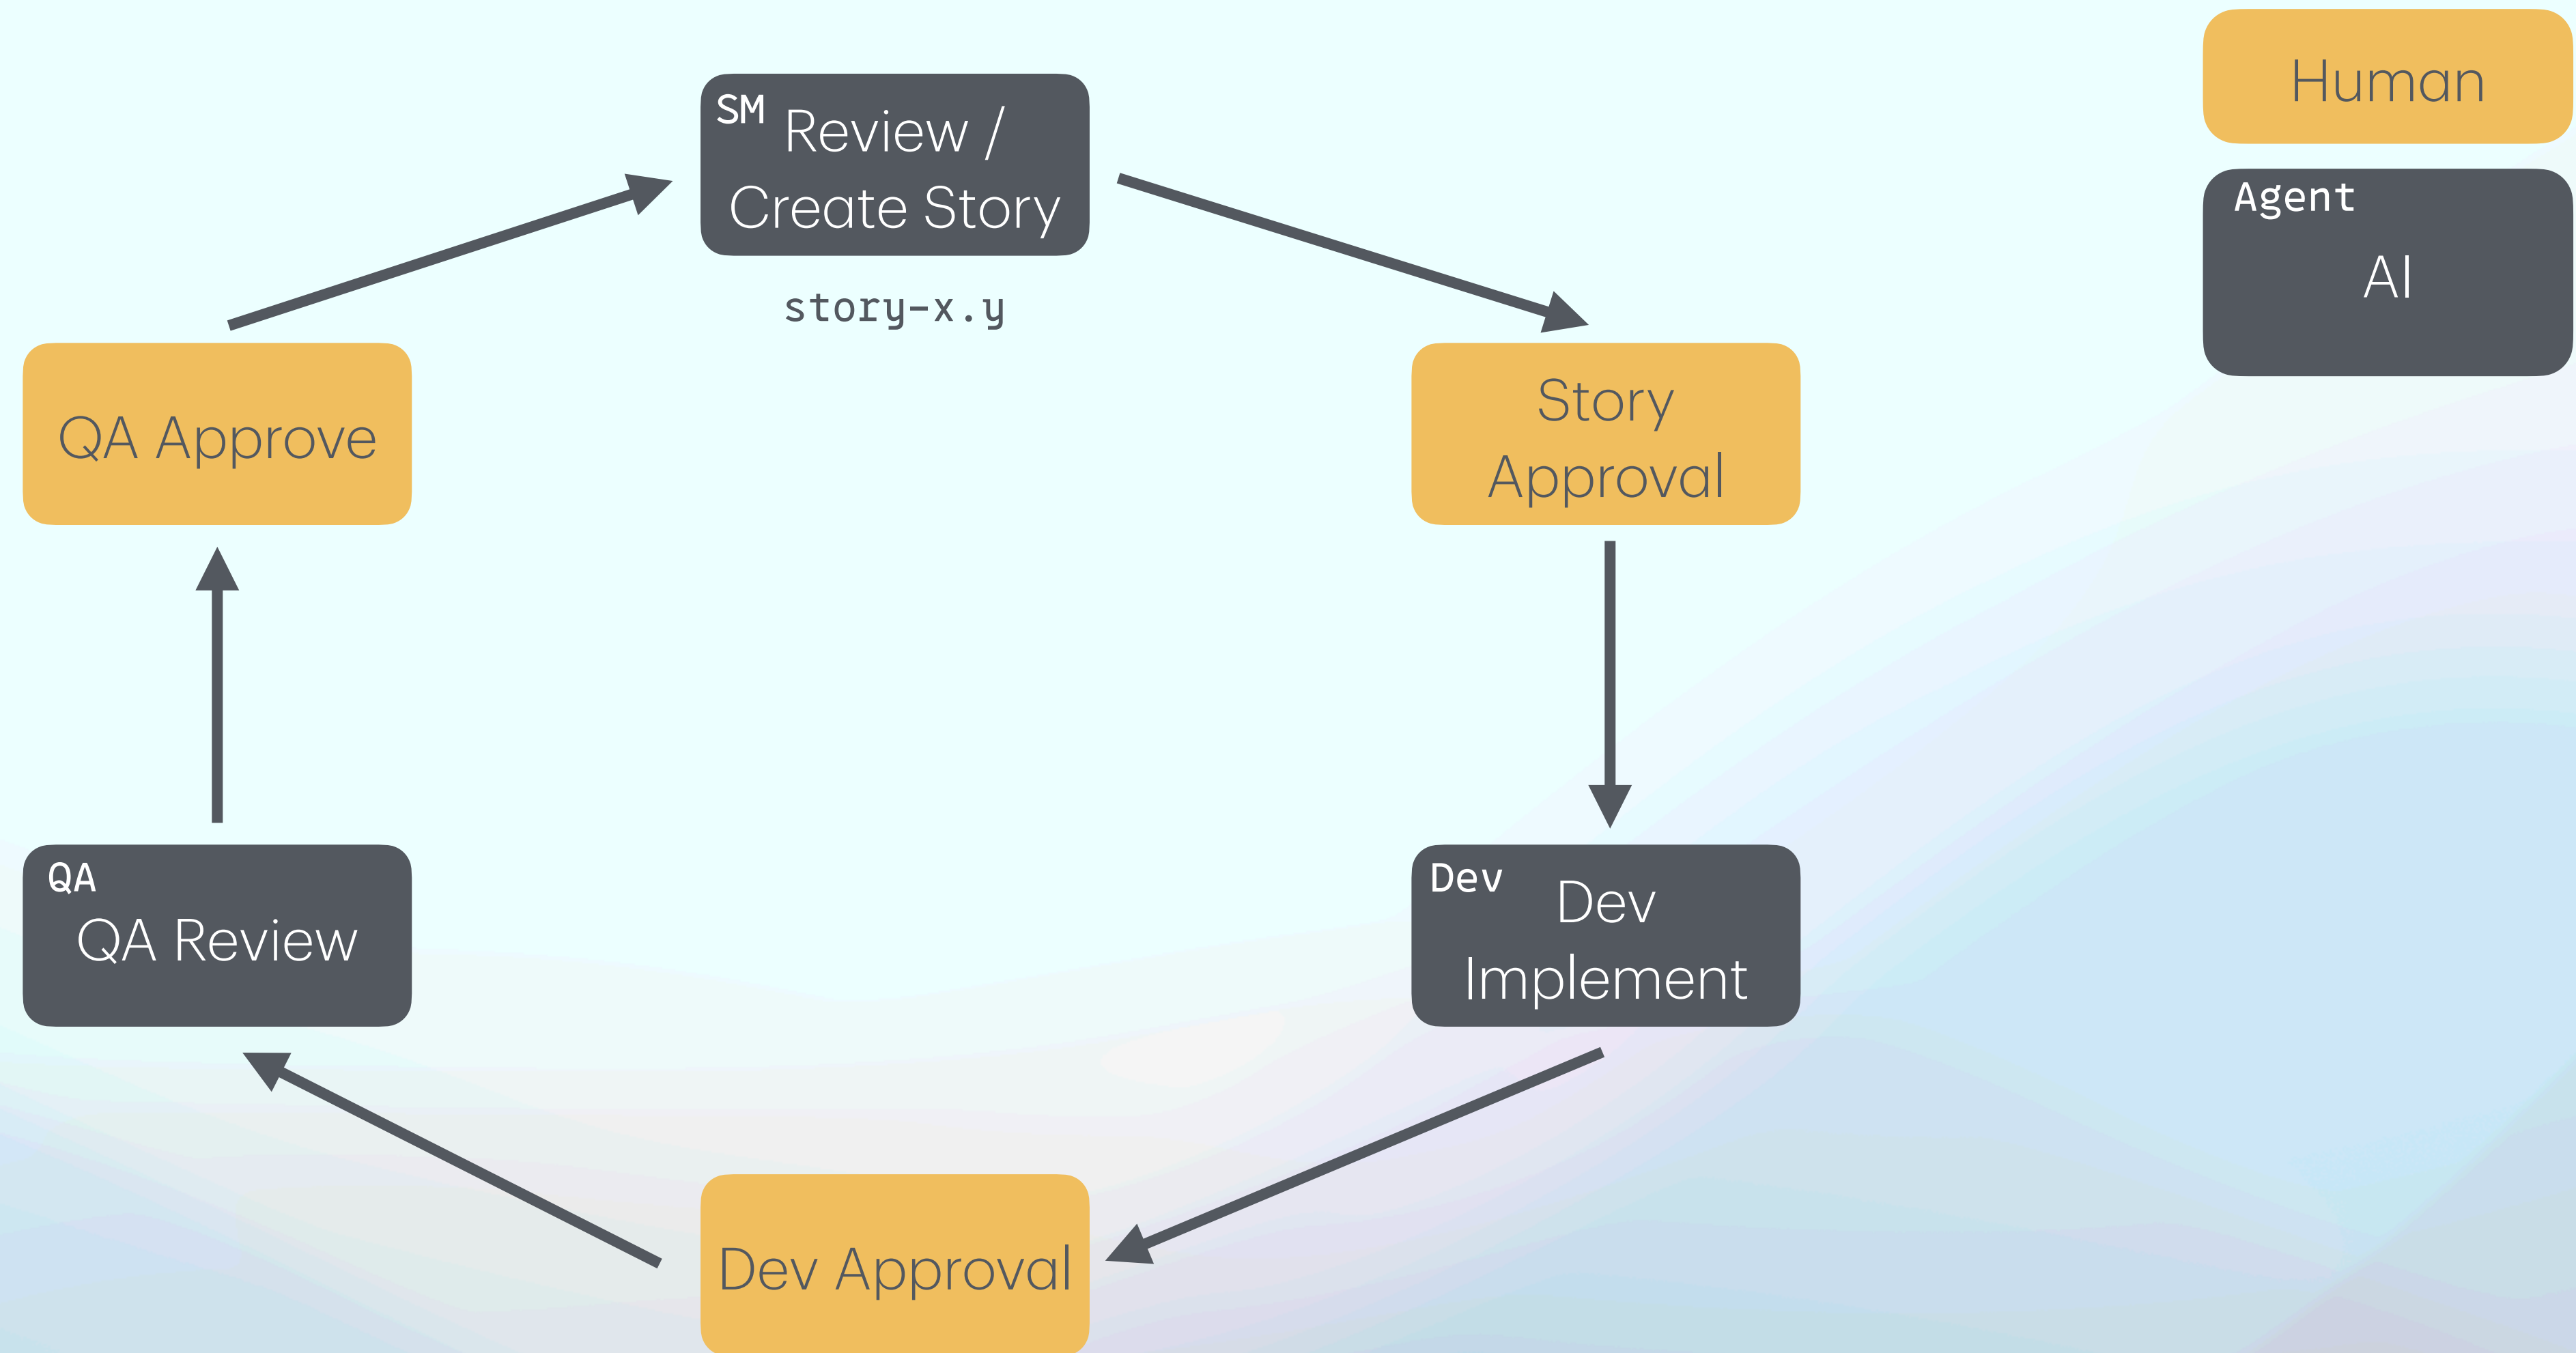 Human
Agent
AI
SM
Review /
Create Story
story-x.y
QA Approve
Story
Approval
QA
QA Review
Dev
Dev
Implement
Dev Approval